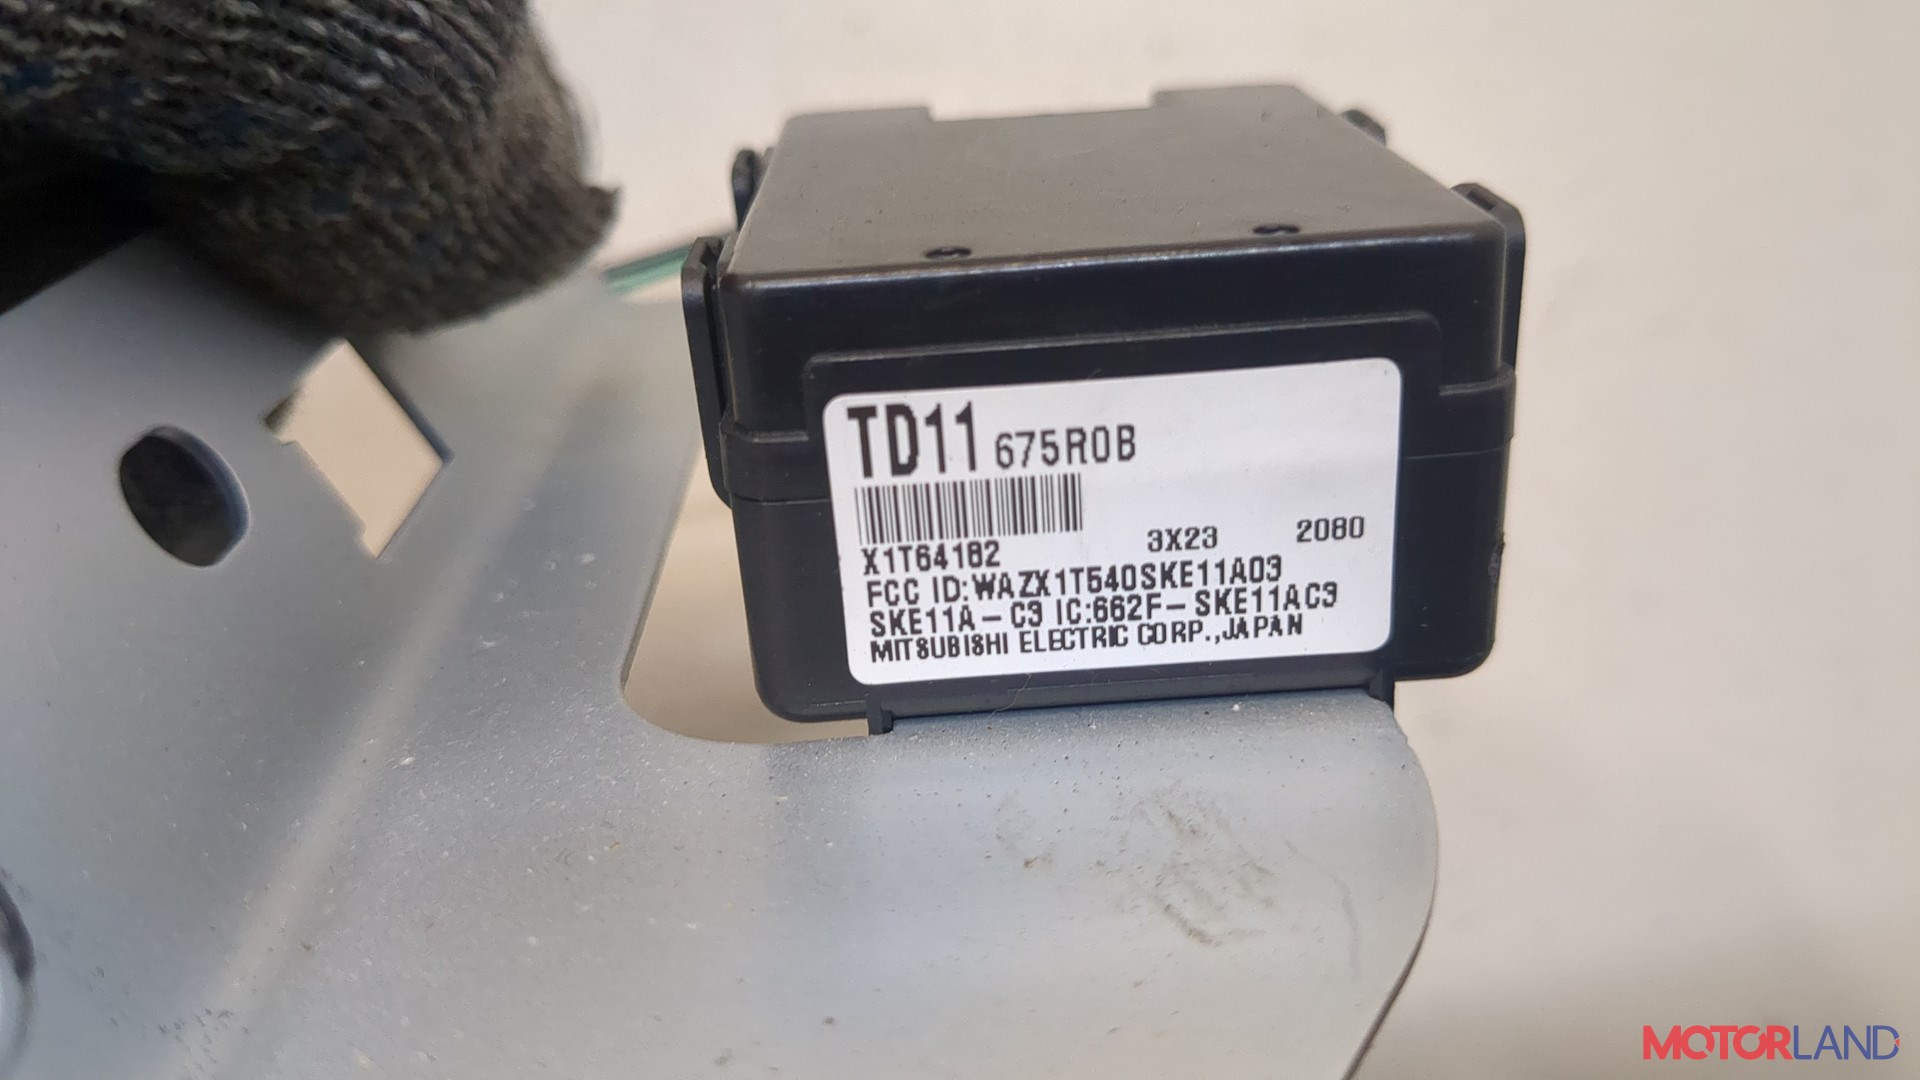 TD11 675R0B
3X23 2080
X1T64182
FCC ID:WAZX1T540SKE11A03
SKE11A-C3 IC:662F-SKE11AC3
MITSUBISHI ELECTRIC CORP.,JAPAN
MOTORLAND